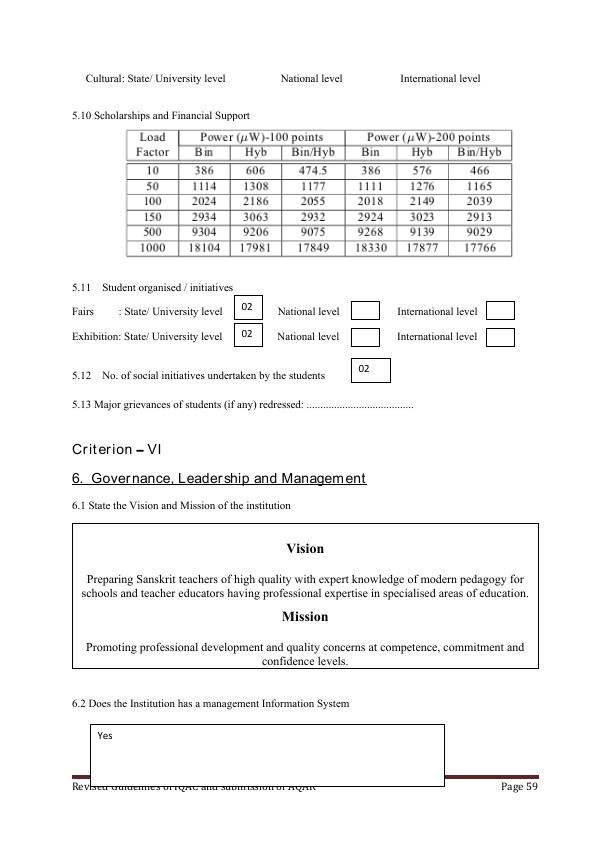 Cultural: State/ University level National level International level
5.10 Scholarships and Financial Support
Load Factor Power (μW)-100 points Power (μW)-200 points
Bin Hyb Bin/Hyb Bin Hyb Bin/Hyb
10 386 606 474.5 386 576 466
50 1114 1308 1177 1111 1276 1165
100 2024 2186 2055 2018 2149 2039
150 2934 3063 2932 2924 3023 2913
500 9304 9206 9075 9268 9139 9029
1000 18104 17981 17849 18330 17877 17766
5.11 Student organised / initiatives
Fairs : State/ University level 02 National level International level
Exhibition: State/ University level 02 National level International level
5.12 No. of social initiatives undertaken by the students 02
5.13 Major grievances of students (if any) redressed: .......................................
Criterion – VI
6. Governance, Leadership and Management
6.1 State the Vision and Mission of the institution
Vision
Preparing Sanskrit teachers of high quality with expert knowledge of modern pedagogy for
schools and teacher educators having professional expertise in specialised areas of education.
Mission
Promoting professional development and quality concerns at competence, commitment and
confidence levels.
6.2 Does the Institution has a management Information System
Yes
Revised Guidelines of IQAC and submission of AQAR Page 59